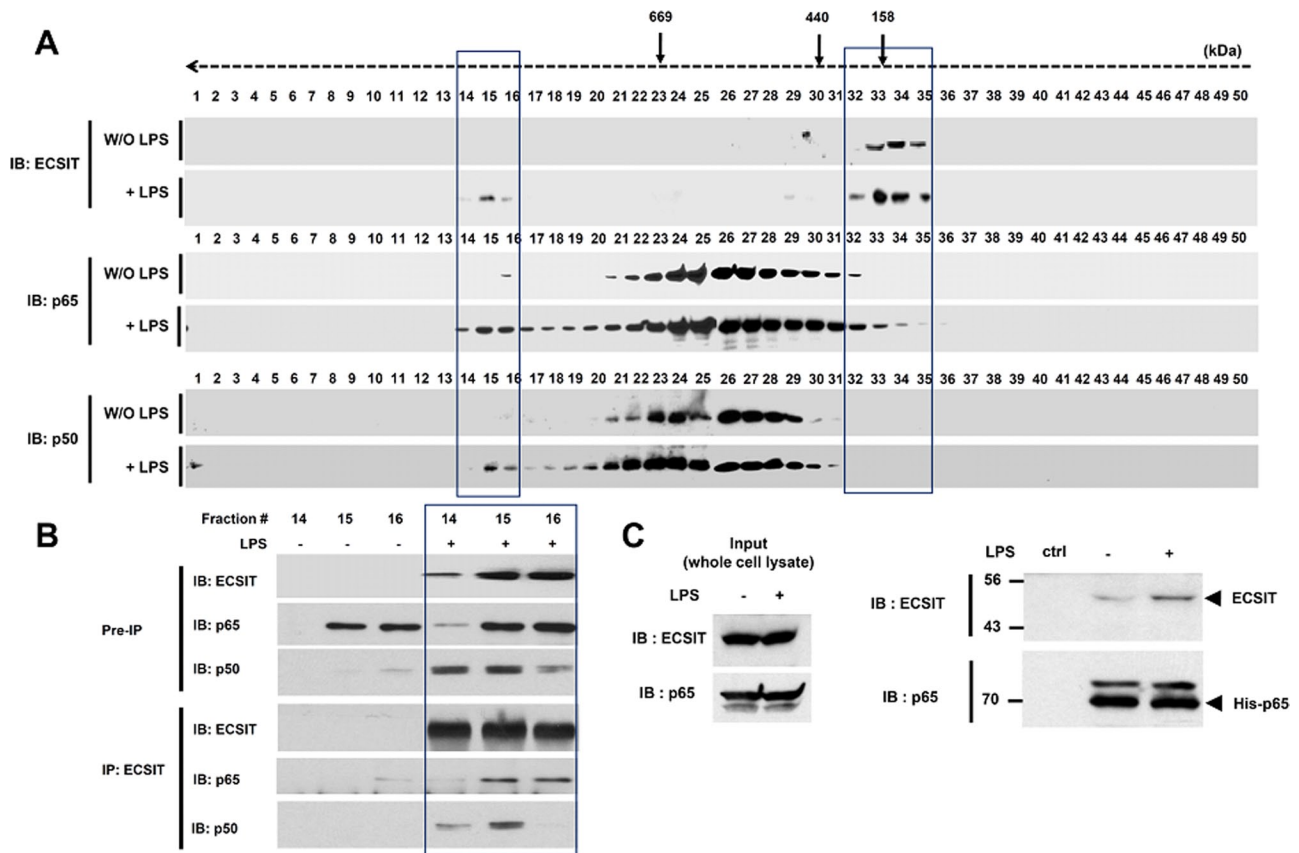 A
669 440 158
(kDa)
1 2 3 4 5 6 7 8 9 10 11 12 13 14 15 16 17 18 19 20 21 22 23 24 25 26 27 28 29 30 31 32 33 34 35 36 37 38 39 40 41 42 43 44 45 46 47 48 49 50
IB: ECSIT
W/O LPS
+ LPS
1 2 3 4 5 6 7 8 9 10 11 12 13 14 15 16 17 18 19 20 21 22 23 24 25 26 27 28 29 30 31 32 33 34 35 36 37 38 39 40 41 42 43 44 45 46 47 48 49 50
IB: p65
W/O LPS
+ LPS
1 2 3 4 5 6 7 8 9 10 11 12 13 14 15 16 17 18 19 20 21 22 23 24 25 26 27 28 29 30 31 32 33 34 35 36 37 38 39 40 41 42 43 44 45 46 47 48 49 50
IB: p50
W/O LPS
+ LPS
B
Fraction # 14 15 16 14 15 16
LPS - - - + + +
Pre-IP
IB: ECSIT
IB: p65
IB: p50
IP: ECSIT
IB: ECSIT
IB: p65
IB: p50
C
Input
(whole cell lysate)
LPS - +
IB : ECSIT
IB : p65
LPS ctrl - +
IB : ECSIT
56
43
ECSIT
IB : p65
70
His-p65